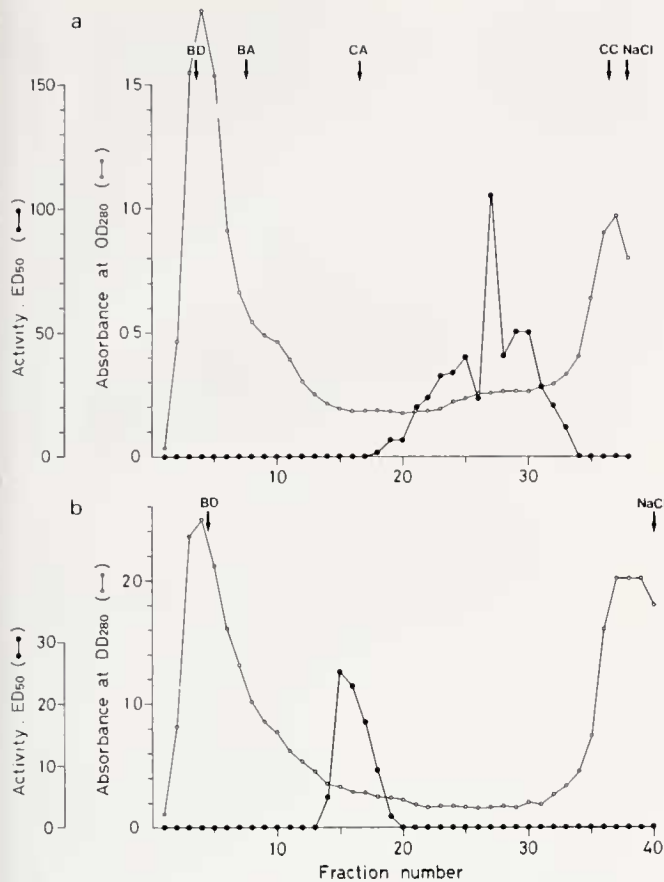 a
BD BA CA CC NaCl
150 15
100 10
50 05
0 0
Activity . ED50
Absorbance at OD280
10 20 30
b
BD NaC
20
30
20 10
10
0 0
Activity . ED50
Absorbance at OD280
10 20 30 40
Fraction number